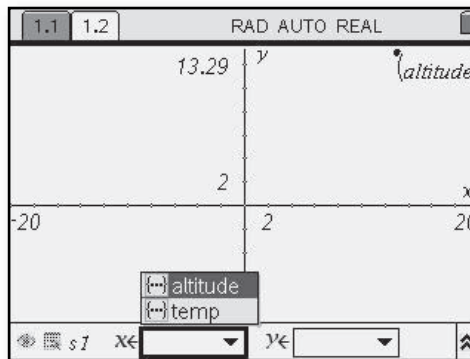 1.1 1.2 RAD AUTO REAL
13.29 y
(altitude
2
x
-20 2 20
{···} altitude
{···} temp
s1 x← y←